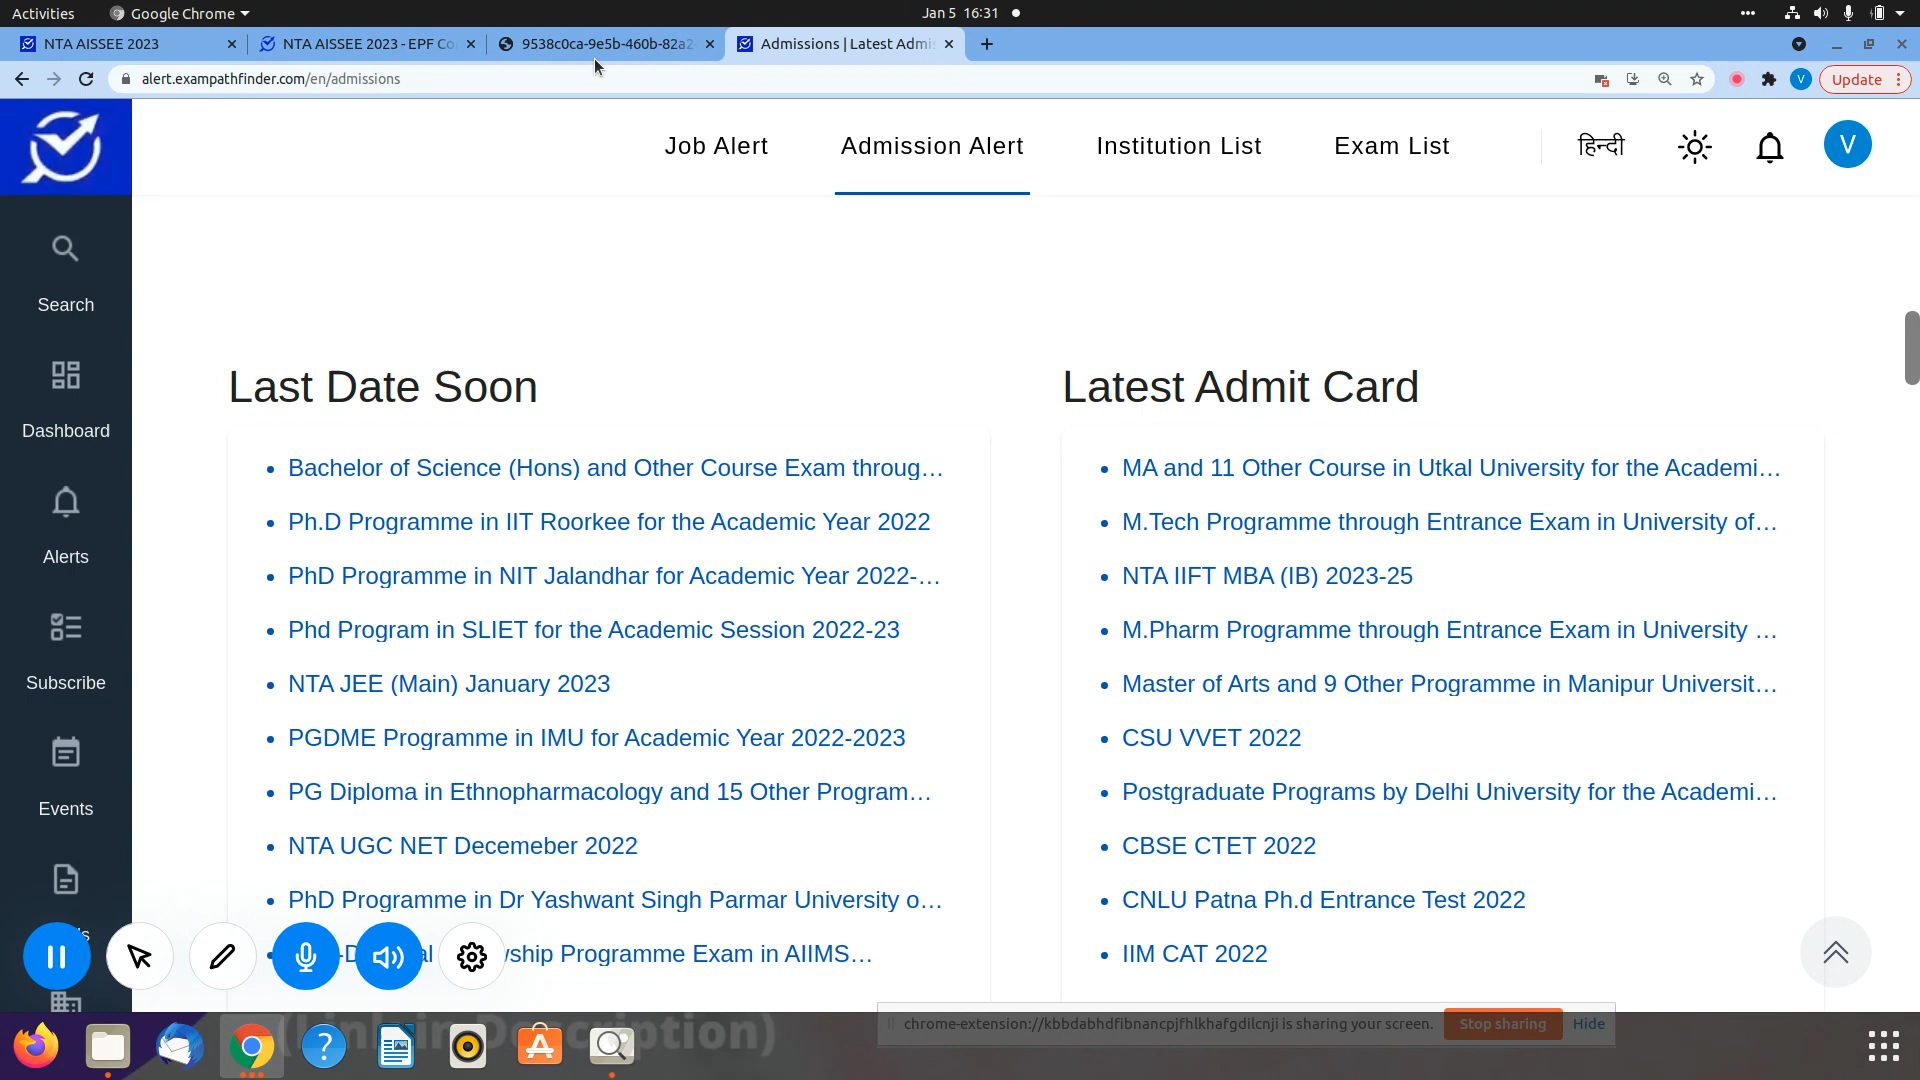 Activities
Google Chrome
Jan 5 16:31
NTA AISSEE 2023
NTA AISSEE 2023 - EPF Co
9538c0ca-9e5b-460b-82a2
Admissions | Latest Admi
alert.exampathfinder.com/en/admissions
V
Update
Job Alert
Admission Alert
Institution List
Exam List
हिन्दी
V
Search
Dashboard
Alerts
Subscribe
Events
Last Date Soon
Bachelor of Science (Hons) and Other Course Exam throug...
Ph.D Programme in IIT Roorkee for the Academic Year 2022
PhD Programme in NIT Jalandhar for Academic Year 2022-...
Phd Program in SLIET for the Academic Session 2022-23
NTA JEE (Main) January 2023
PGDME Programme in IMU for Academic Year 2022-2023
PG Diploma in Ethnopharmacology and 15 Other Program...
NTA UGC NET Decemeber 2022
PhD Programme in Dr Yashwant Singh Parmar University o...
Programme Exam in AIIMS...
Latest Admit Card
MA and 11 Other Course in Utkal University for the Academi...
M.Tech Programme through Entrance Exam in University of...
NTA IIFT MBA (IB) 2023-25
M.Pharm Programme through Entrance Exam in University ...
Master of Arts and 9 Other Programme in Manipur Universit...
CSU VVET 2022
Postgraduate Programs by Delhi University for the Academi...
CBSE CTET 2022
CNLU Patna Ph.d Entrance Test 2022
IIM CAT 2022
chrome-extension://kbbdabhdfibnancpjfhlkhafgdilcnji is sharing your screen.
Stop sharing
Hide
(Link in Description)